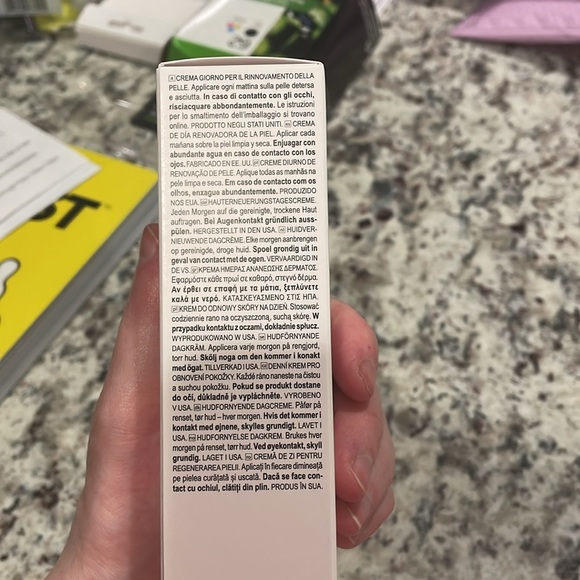 CREMA GIORNO PER IL RINNOVAMENTO DELLA
PELLE. Applicare ogni mattina sulla pelle detersa
e asciutta. In caso di contatto con gli occhi,
risciacquare abbondantemente. Le istruzioni
per lo smaltimento dell'imballaggio si trovano
online. PRODOTTO NEGLI STATI UNITI. CREMA
DE DÍA RENOVADORA DE LA PIEL. Aplicar cada
mañana sobre la piel limpia y seca. Enjuagar con
abundante agua en caso de contacto con los
ojos. FABRICADO EN EE. UU. CREME DIURNO DE
RENOVAÇÃO DE PELE. Aplique todas as manhãs na
pele limpa e seca. Em caso de contacto com os
olhos, enxague abundantemente. PRODUZIDO
NOS EUA. HAUTERNEUERUNGSTAGESCREME.
Jeden Morgen auf die gereinigte, trockene Haut
auftragen. Bei Augenkontakt gründlich ausspülen. HERGESTELLT IN DEN USA. HUIDVER-
NIEUWENDE DAGCRÈME. Elke morgen aanbrengen
op gereinigde, droge huid. Spoel grondig uit in
geval van contact met de ogen. VERVAARDIGD IN
DE VS. ΚΡΕΜΑ ΗΜΕΡΑΣ ΑΝΑΝΕΩΣΗΣ ΔΕΡΜΑΤΟΣ.
Εφαρμόστε κάθε πρωί σε καθαρό, στεγνό δέρμα.
Αν έρθει σε επαφή με τα μάτια, ξεπλύνετε
καλά με νερό. ΚΑΤΑΣΚΕΥΑΣΜΕΝΟ ΣΤΙΣ ΗΠΑ.
KREM DO ODNOWY SKÓRY NA DZIEŃ. Stosować
codziennie rano na oczyszczoną, suchą skórę. W
przypadku kontaktu z oczami, dokładnie spłucz.
WYPRODUKOWANO W USA. HUDFÖRNYANDE
DAGKRÄM. Applicera varje morgon på rengjord,
torr hud. Skölj noga om den kommer i konakt
med ögat. TILLVERKAD I USA. DENNÍ KREM PRO
OBNOVENÍ POKOŽKY. Každé ráno naneste na čistou
a suchou pokožku. Pokud se produkt dostane
do očí, důkladně je vypláchněte. VYROBENO
V USA. HUDFORNYENDE DAGCREME. Påfør på
renset, tør hud – hver morgen. Hvis det kommer i
kontakt med øjnene, skylles grundigt. LAVET I
USA. HUDFORNYELSE DAGKREM. Brukes hver
morgen på renset, tørr hud. Ved øyekontakt, skyll
grundig. LAGET I USA. CREMĂ DE ZI PENTRU
REGENERAREA PIELII. Aplicați în fiecare dimineață
pe pielea curățată și uscată. Dacă se face con-
tact cu ochiul, clătiți din plin. PRODUS ÎN SUA.